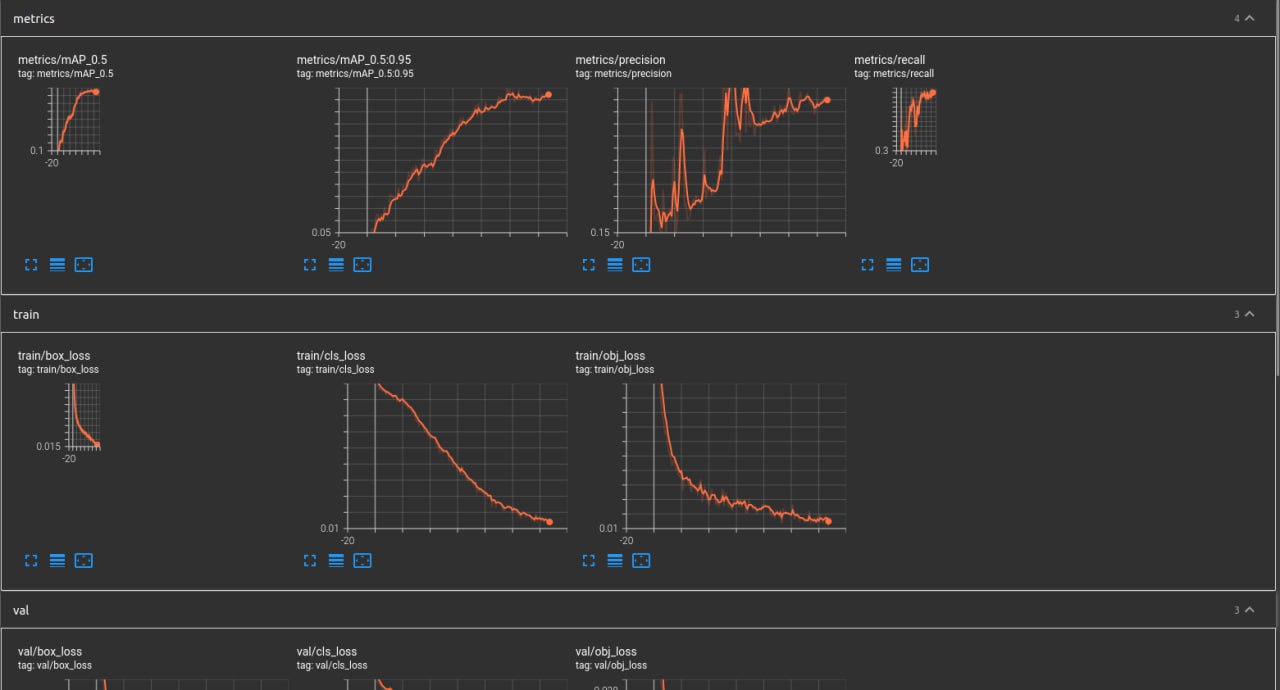 metrics
4
metrics/mAP_0.5
tag: metrics/mAP_0.5
0.1
-20
metrics/mAP_0.5:0.95
tag: metrics/mAP_0.5:0.95
0.05
-20
metrics/precision
tag: metrics/precision
0.15
-20
metrics/recall
tag: metrics/recall
0.3
-20
train
3
train/box_loss
tag: train/box_loss
0.015
-20
train/cls_loss
tag: train/cls_loss
0.01
-20
train/obj_loss
tag: train/obj_loss
0.01
-20
val
3
val/box_loss
tag: val/box_loss
val/cls_loss
tag: val/cls_loss
val/obj_loss
tag: val/obj_loss